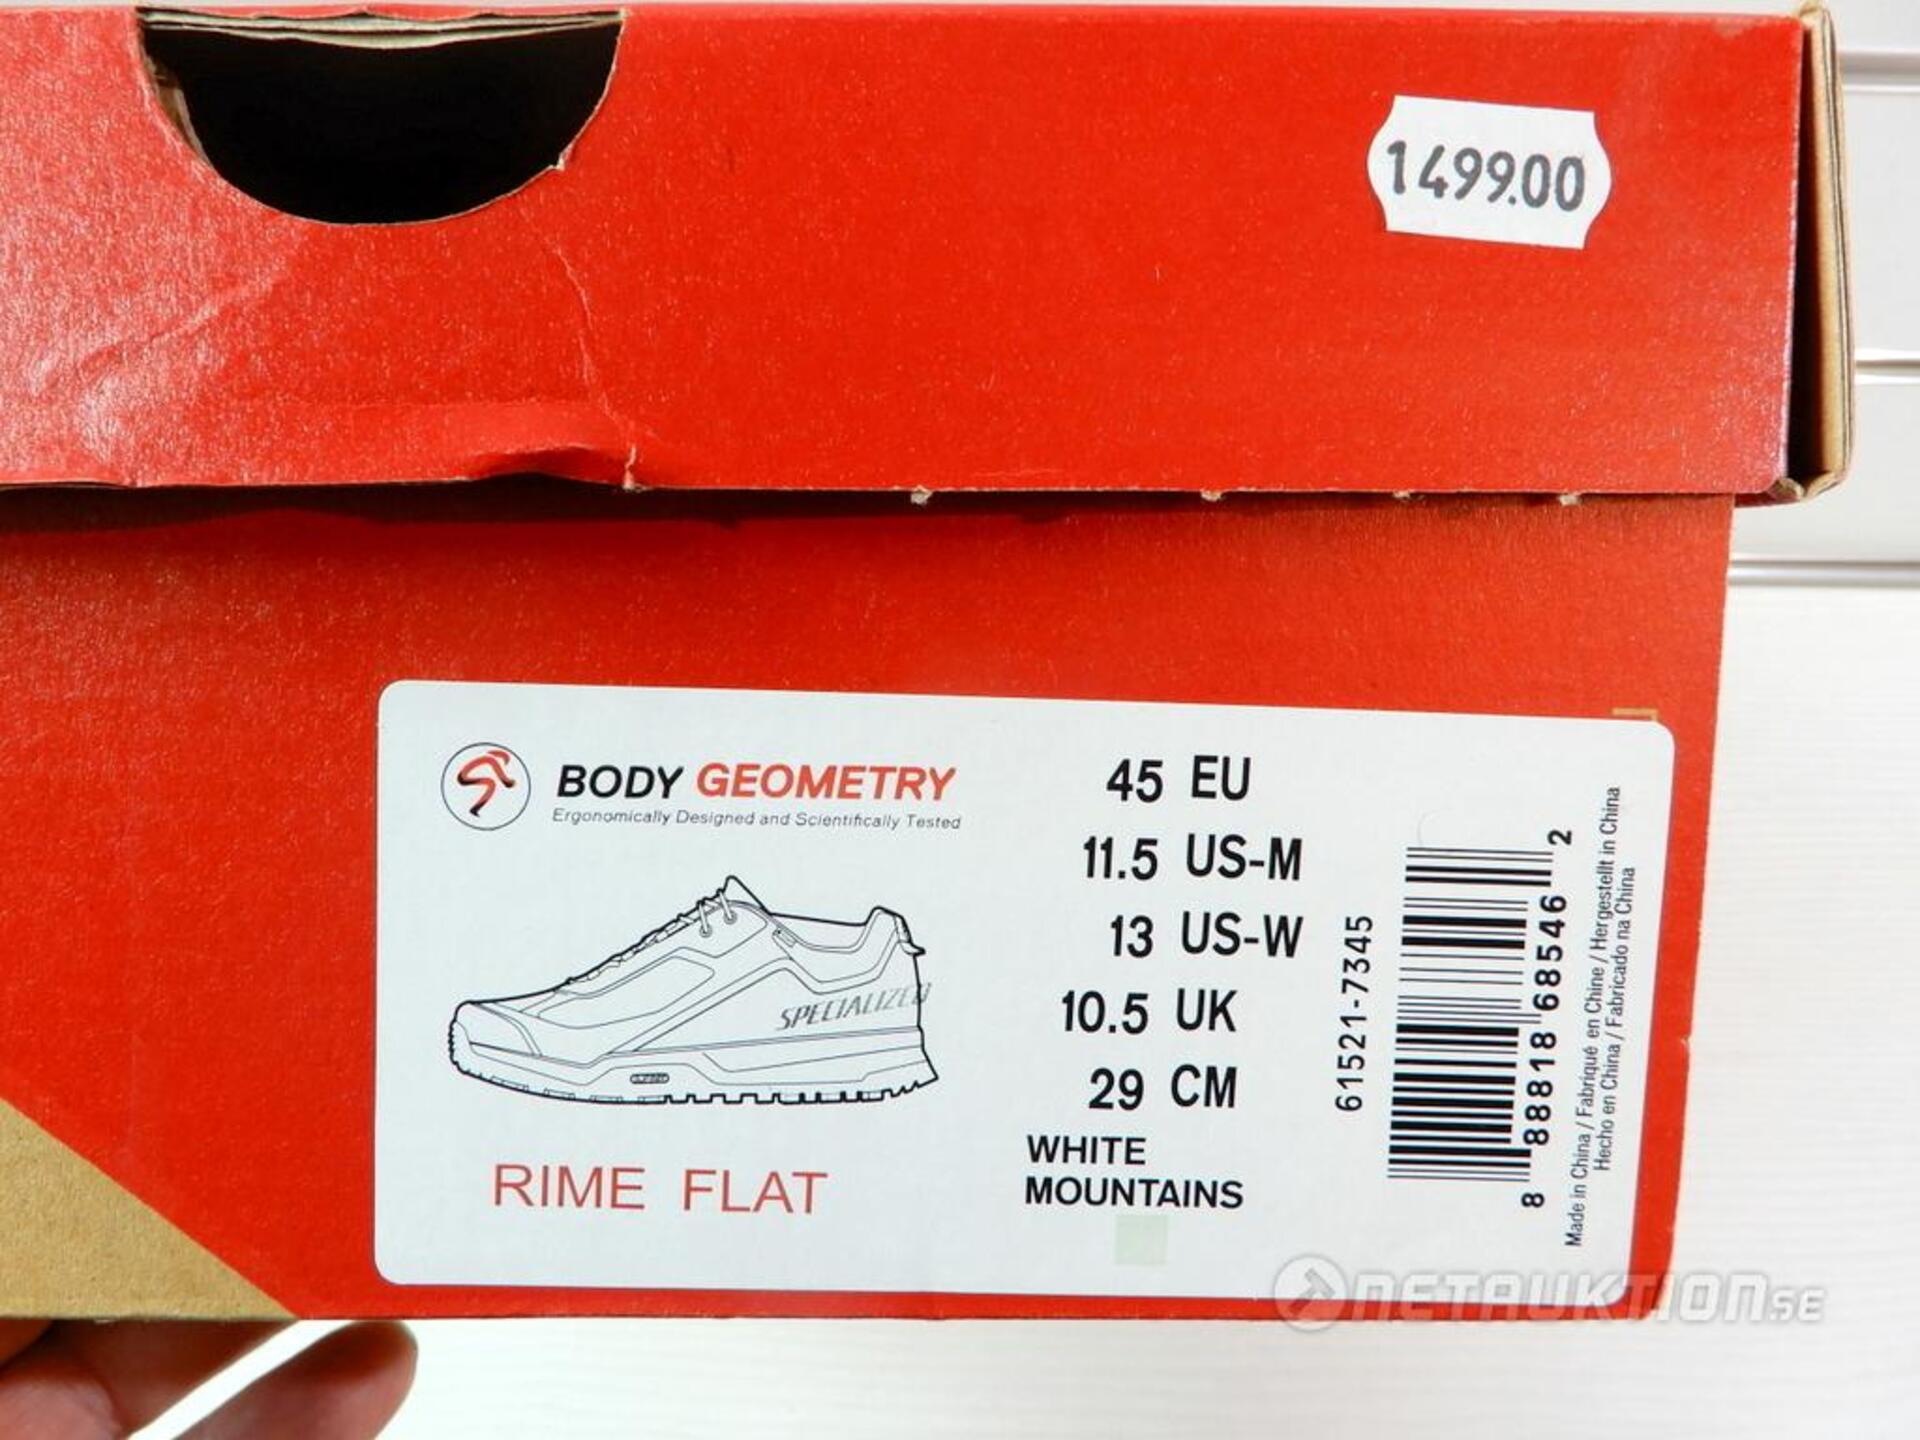 1499.00
BODY GEOMETRY
Ergonomically Designed and Scientifically Tested
SPECIALIZED
RIME FLAT
45 EU
11.5 US-M
13 US-W
10.5 UK
29 CM
WHITE
MOUNTAINS
61521-7345
8 88818 68546 2
Made in China / Fabriqué en Chine / Hergestellt in China
Hecho en China / Fabricado na China
NETAUKTION.SE